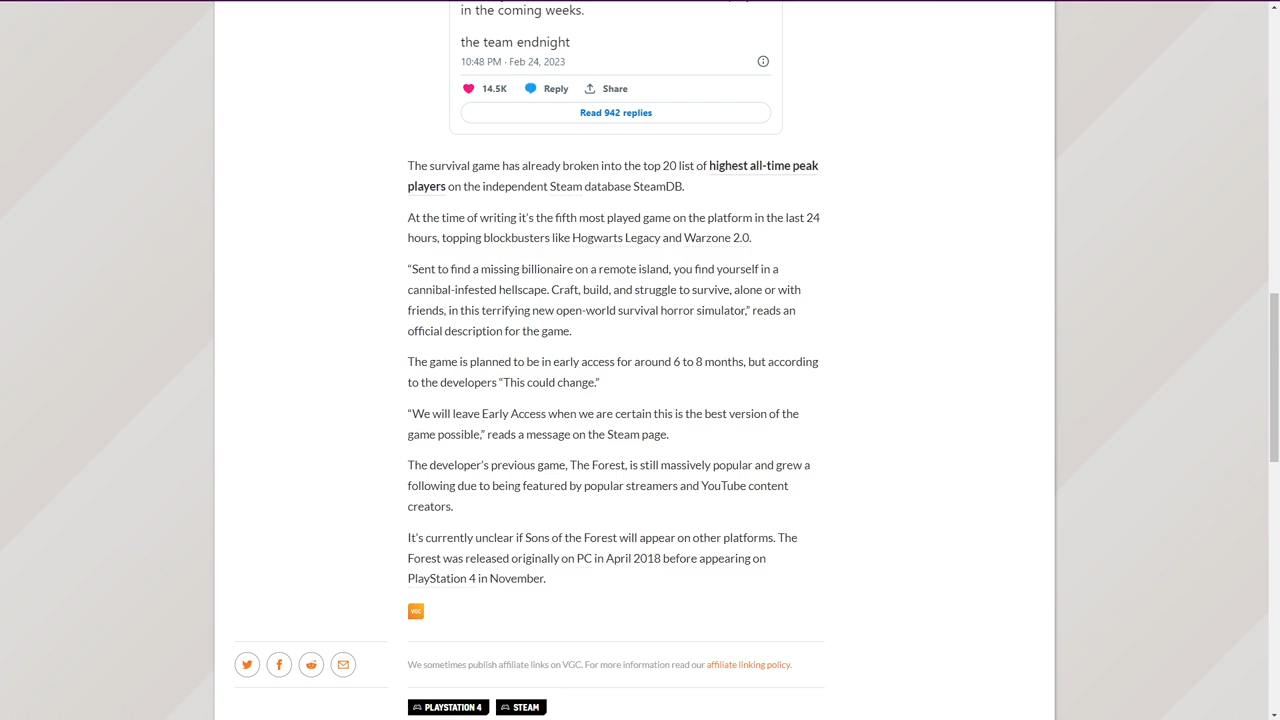 in the coming weeks.
the team endnight
10:48 PM · Feb 24, 2023
14.5K Reply Share
Read 942 replies
The survival game has already broken into the top 20 list of highest all-time peak
players on the independent Steam database SteamDB.
At the time of writing it’s the fifth most played game on the platform in the last 24
hours, topping blockbusters like Hogwarts Legacy and Warzone 2.0.
“Sent to find a missing billionaire on a remote island, you find yourself in a
cannibal-infested hellscape. Craft, build, and struggle to survive, alone or with
friends, in this terrifying new open-world survival horror simulator,” reads an
official description for the game.
The game is planned to be in early access for around 6 to 8 months, but according
to the developers “This could change.”
“We will leave Early Access when we are certain this is the best version of the
game possible,” reads a message on the Steam page.
The developer’s previous game, The Forest, is still massively popular and grew a
following due to being featured by popular streamers and YouTube content
creators.
It’s currently unclear if Sons of the Forest will appear on other platforms. The
Forest was released originally on PC in April 2018 before appearing on
PlayStation 4 in November.
VGC
We sometimes publish affiliate links on VGC. For more information read our affiliate linking policy.
PLAYSTATION 4 STEAM